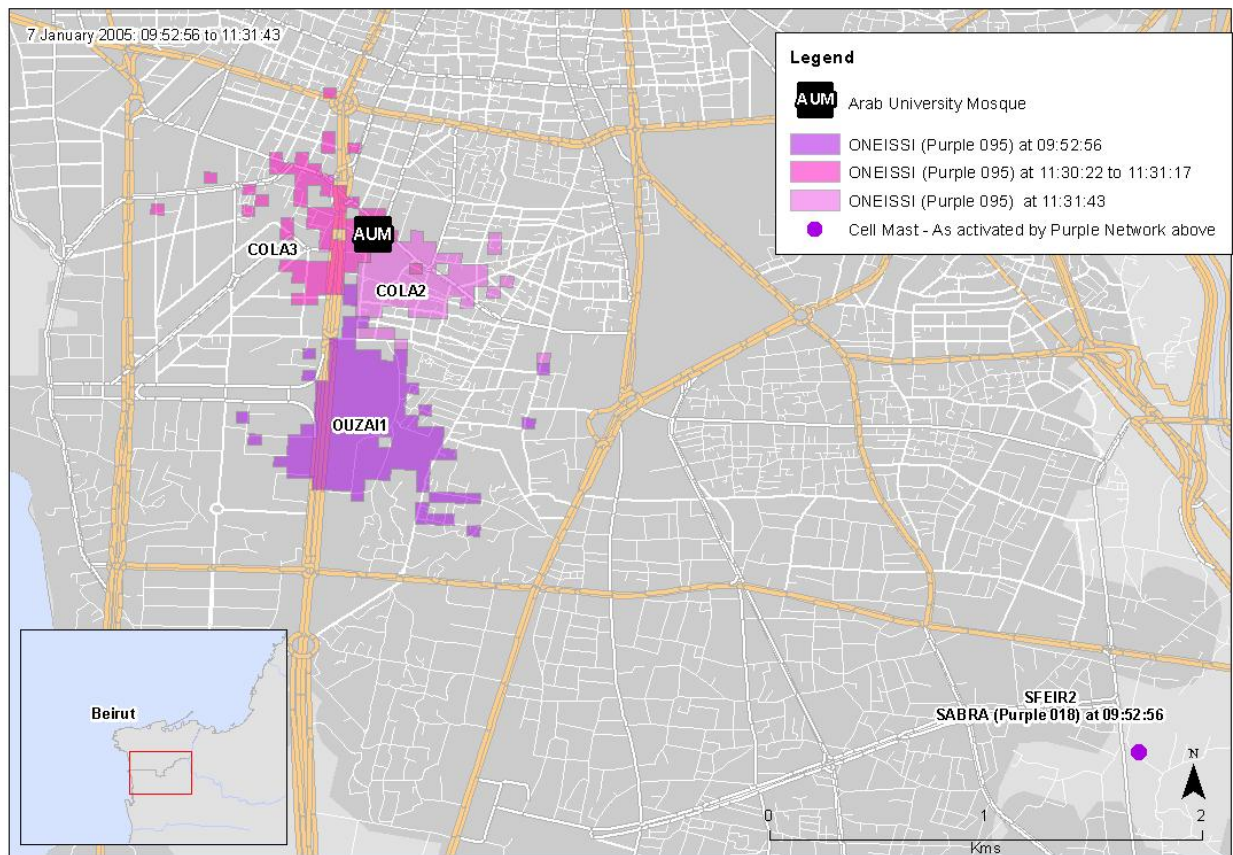 7 January 2005: 09:52:56 to 11:31:43
Legend
AUM Arab University Mosque
ONEISSI (Purple 095) at 09:52:56
ONEISSI (Purple 095) at 11:30:22 to 11:31:17
ONEISSI (Purple 095) at 11:31:43
Cell Mast - As activated by Purple Network above
AUM
COLA3
COLA2
OUZAI1
SFEIR2
SABRA (Purple 018) at 09:52:56
Beirut
N
0 1 2
Kms